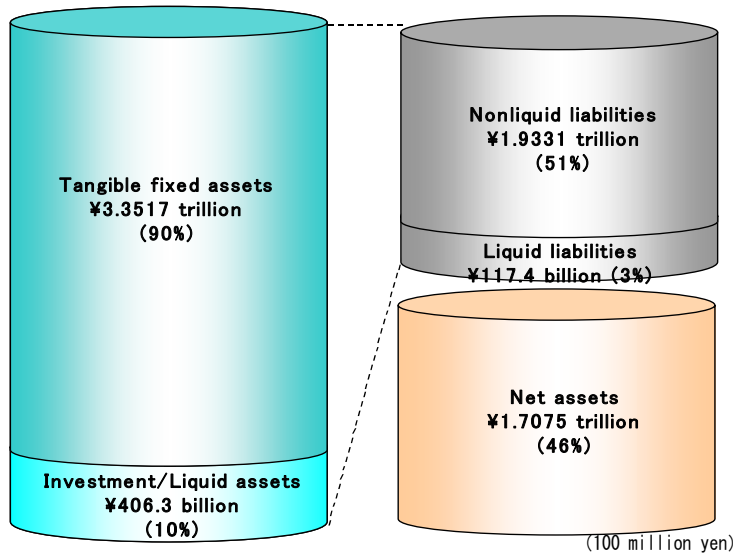 Tangible fixed assets
¥3.3517 trillion
(90%)
Investment/Liquid assets
¥406.3 billion
(10%)
Nonliquid liabilities
¥1.9331 trillion
(51%)
Liquid liabilities
¥117.4 billion (3%)
Net assets
¥1.7075 trillion
(46%)
(100 million yen)